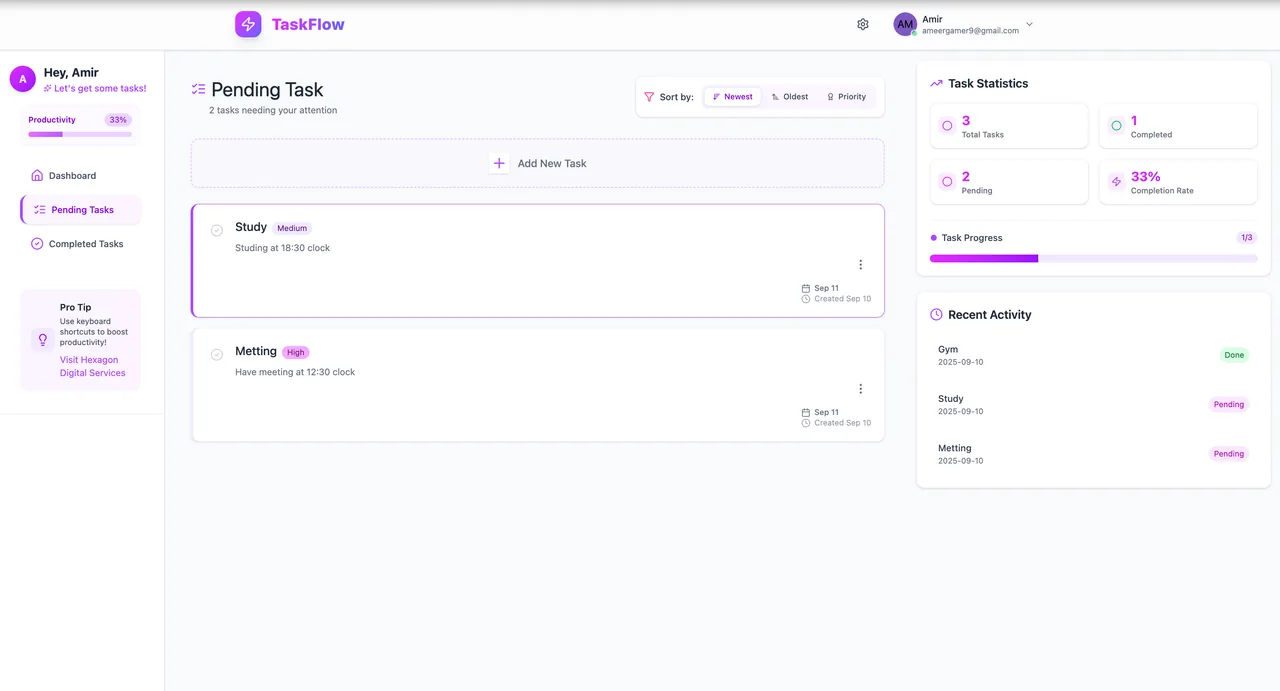 TaskFlow
AM
Amir
ameergamer9@gmail.com
A
Hey, Amir
Let's get some tasks!
Productivity
33%
Dashboard
Pending Tasks
Completed Tasks
Pro Tip
Use keyboard
shortcuts to boost
productivity!
Visit Hexagon
Digital Services
Pending Task
2 tasks needing your attention
Sort by:
Newest
Oldest
Priority
Add New Task
Study
Medium
Studing at 18:30 clock
Sep 11
Created Sep 10
Metting
High
Have meeting at 12:30 clock
Sep 11
Created Sep 10
Task Statistics
3
Total Tasks
1
Completed
2
Pending
33%
Completion Rate
Task Progress
1/3
Recent Activity
Gym
2025-09-10
Done
Study
2025-09-10
Pending
Metting
2025-09-10
Pending